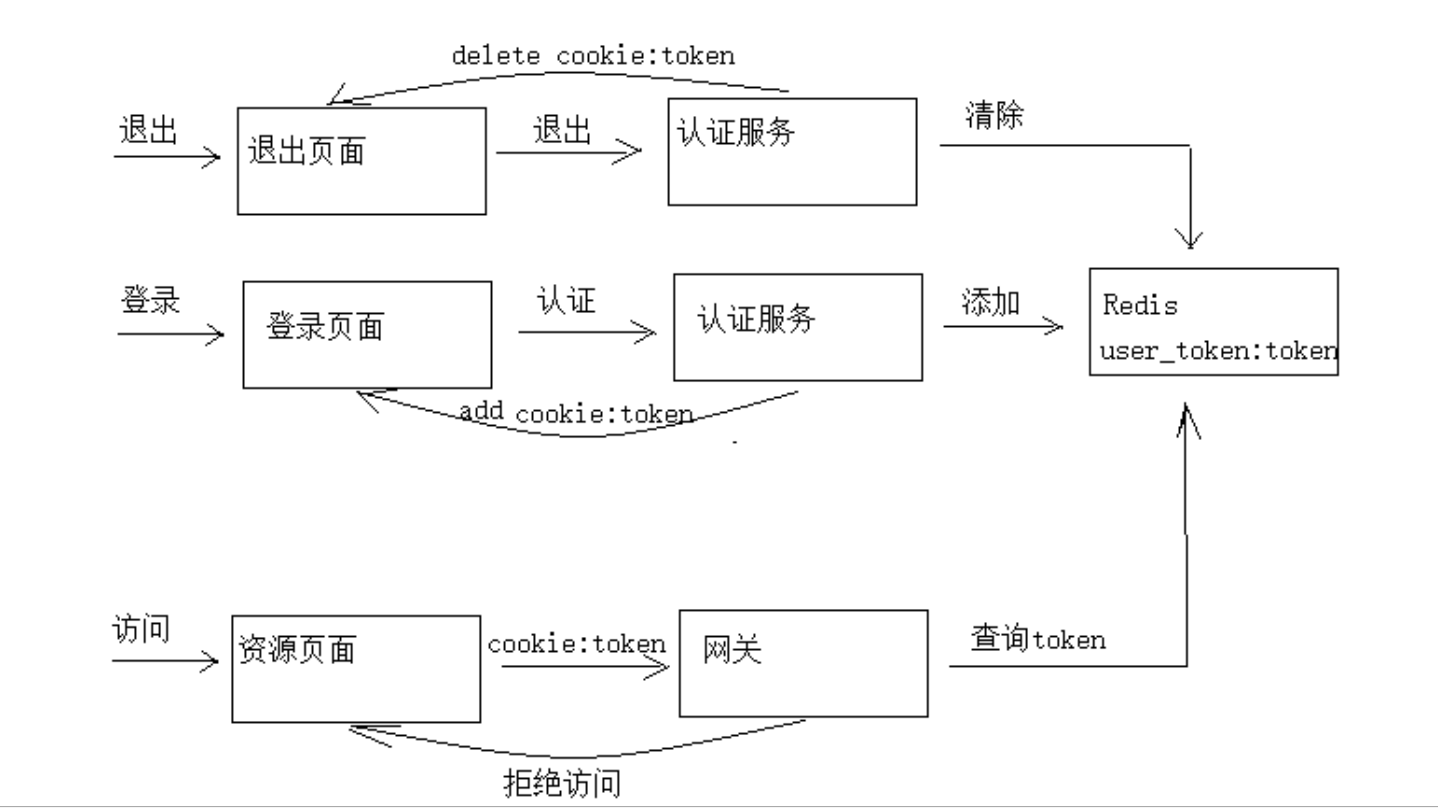 delete cookie:token
退出
退出页面
退出
认证服务
清除
登录
登录页面
认证
认证服务
添加
Redis
user_token:token
add cookie:token
访问
资源页面
cookie:token
网关
查询token
拒绝访问